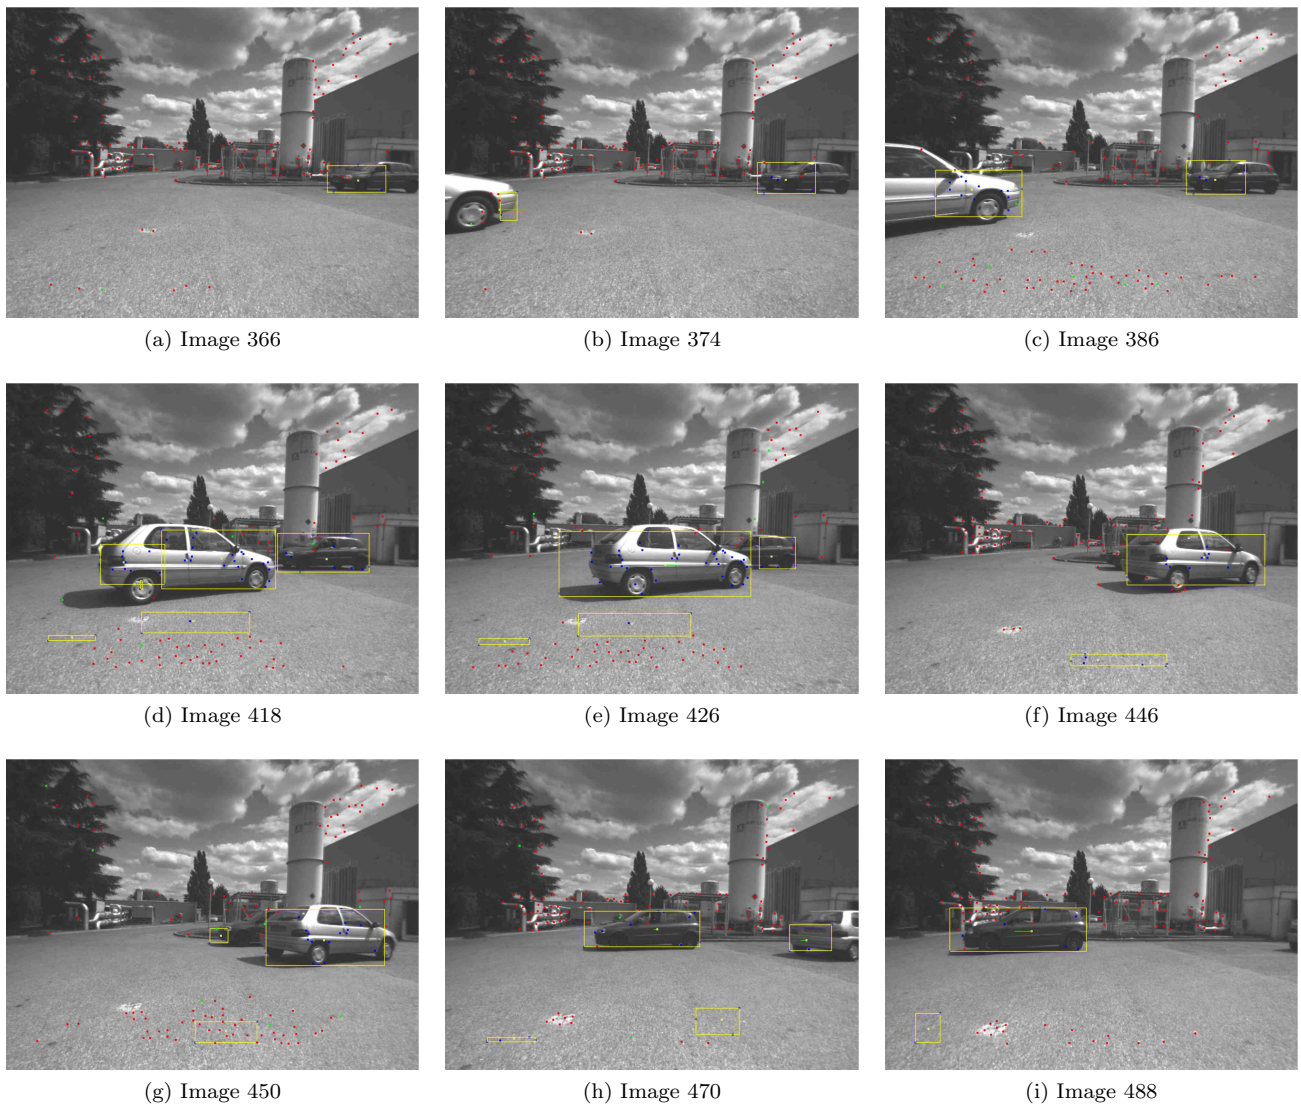 (a) Image 366
(b) Image 374
(c) Image 386
(d) Image 418
(e) Image 426
(f) Image 446
(g) Image 450
(h) Image 470
(i) Image 488